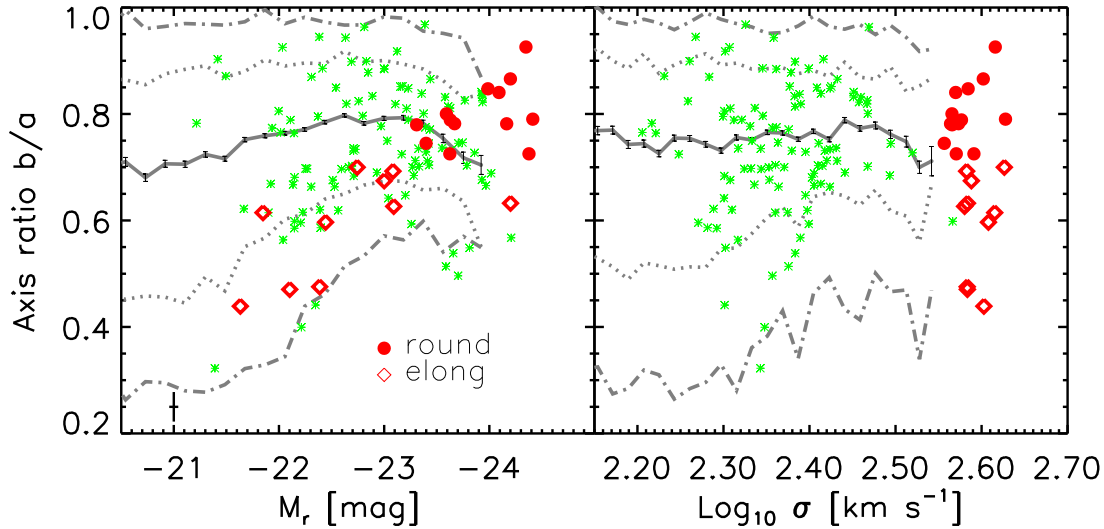 Axis ratio b/a
1.0
0.8
0.6
0.4
0.2
round
elong
-21 -22 -23 -24
M_r [mag]
2.20 2.30 2.40 2.50 2.60 2.70
Log₁₀ σ [km s⁻¹]